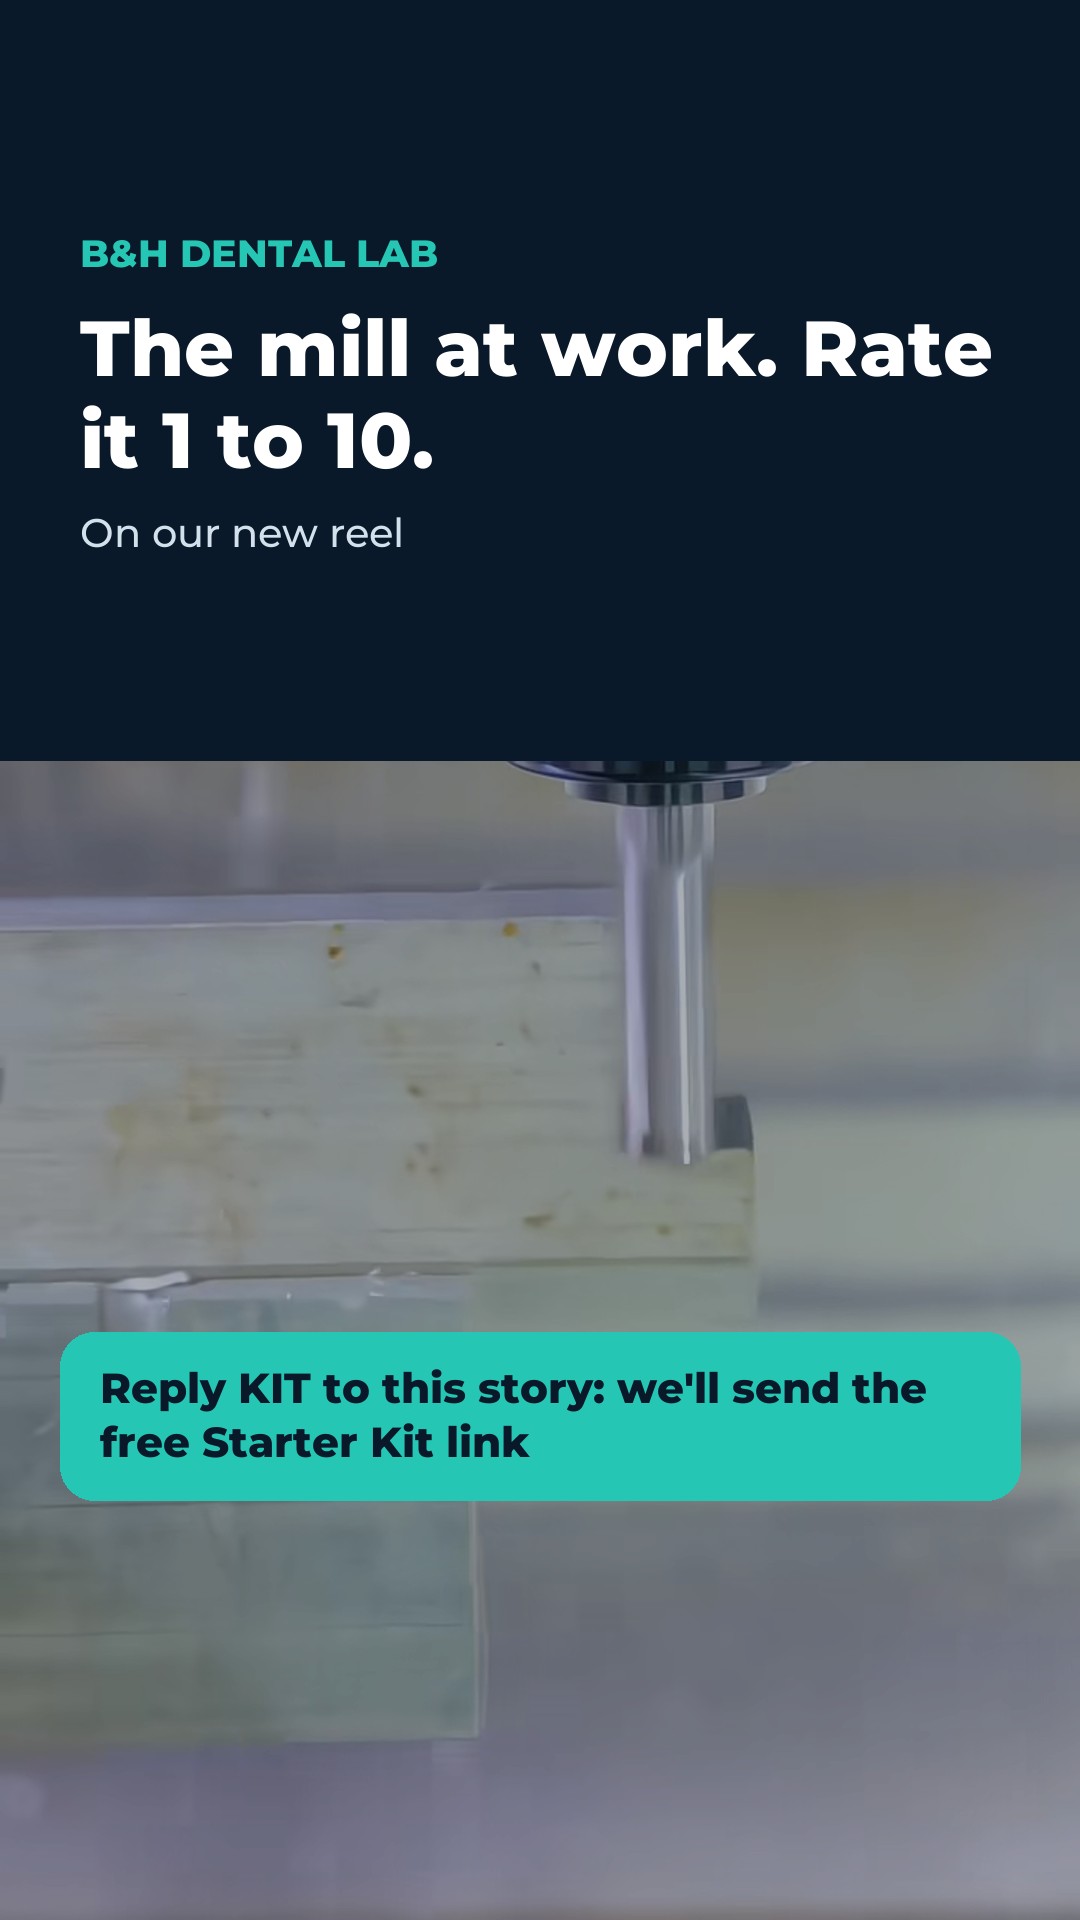 B&H DENTAL LAB
The mill at work. Rate
it 1 to 10.
On our new reel
Reply KIT to this story: we'll send the
free Starter Kit link